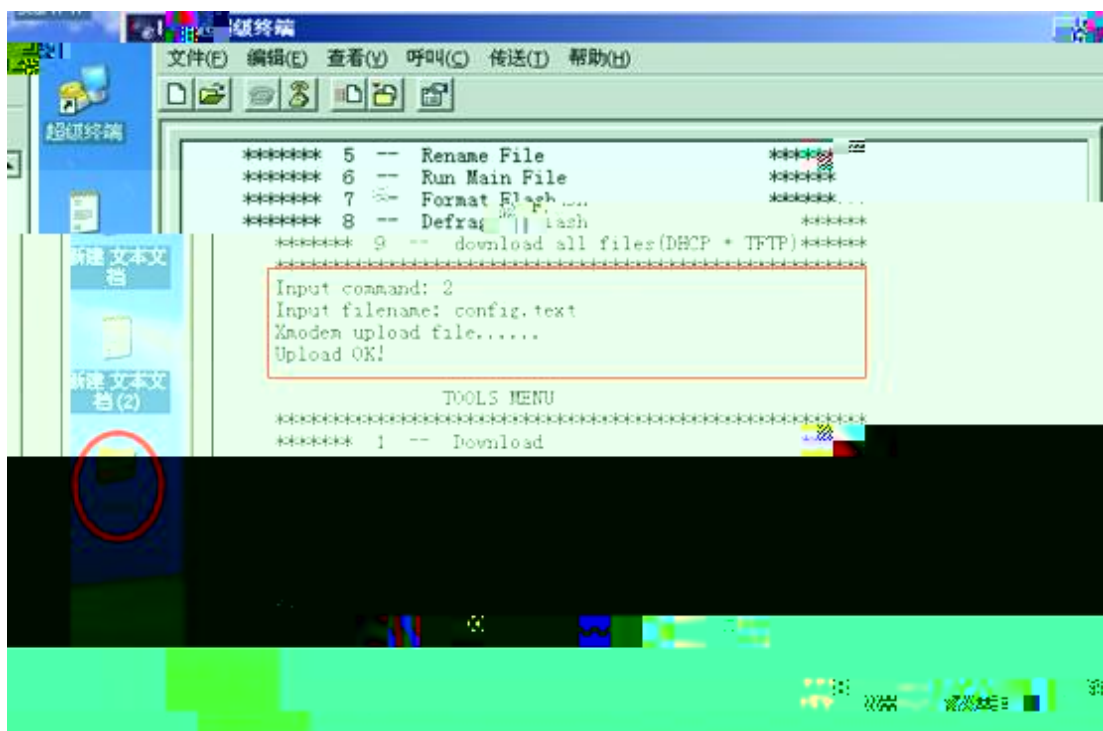 超级终端
文件(F) 编辑(E) 查看(V) 呼叫(C) 传送(T) 帮助(H)
超级终端
******* 5 -- Rename File ******
******* 6 -- Run Main File ******
******* 7 -- Format Flash ******
******* 8 -- Defrag ******
******* 9 -- download all files(DHCP + TFTP)******
新建 文本文档
Input command: 2
Input filename: config.text
Xmodem upload file......
Upload OK!
新建 文本文档 (2)
TOOLS MENU
******* 1 -- Download